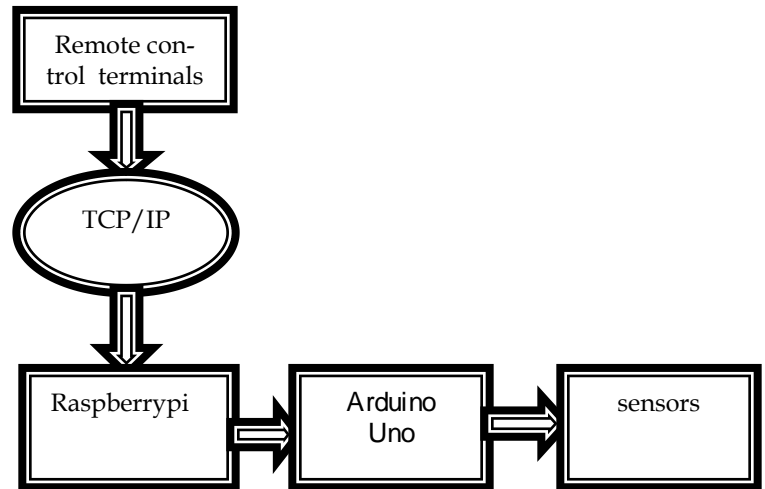 Remote con-
trol terminals
TCP/IP
Raspberrypi
Arduino
Uno
sensors